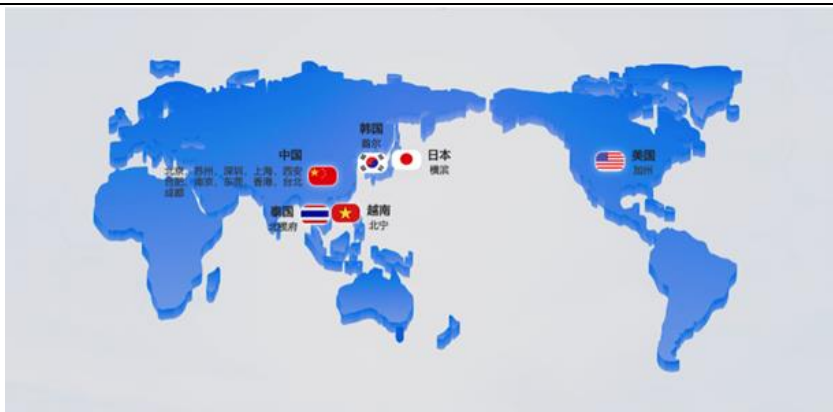 韩国
首尔
中国
北京、苏州、深圳、上海、西安
合肥、南京、东莞、香港、台北
成都
日本
横滨
美国
加州
泰国
北榄府
越南
北宁